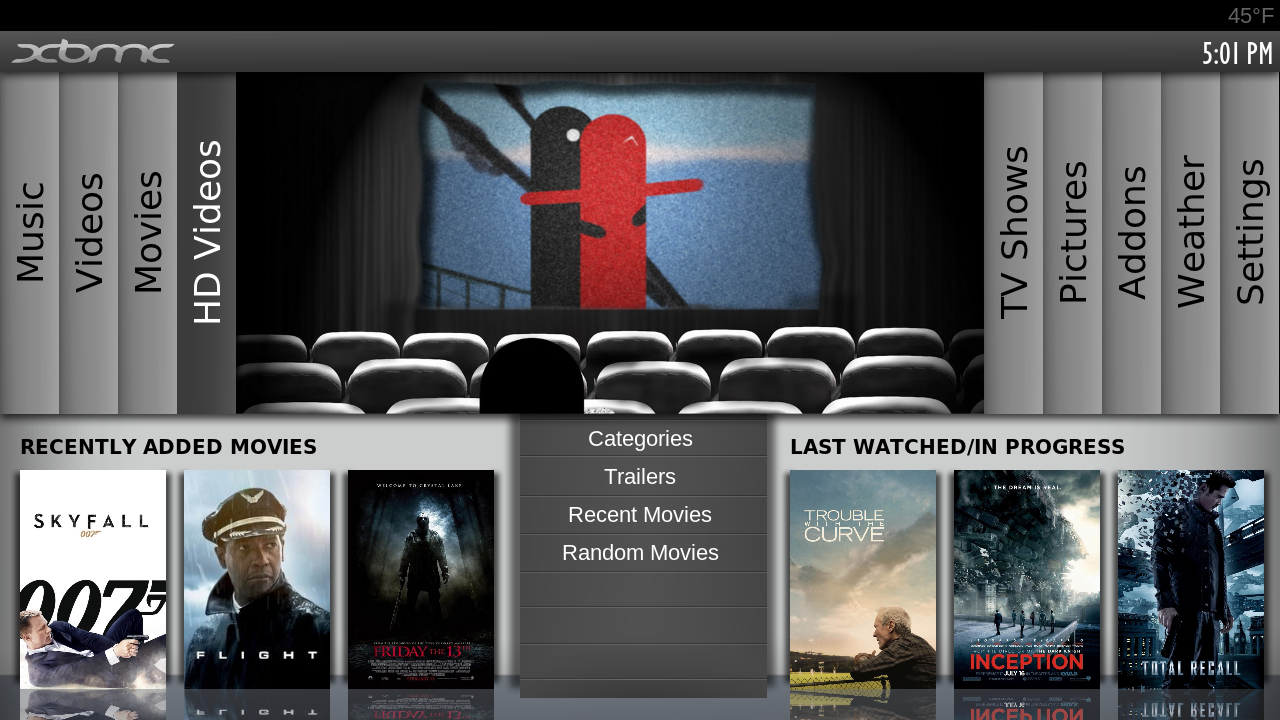 45°F
xbmc
5:01 PM
Music
Videos
Movies
HD Videos
TV Shows
Pictures
Addons
Weather
Settings
RECENTLY ADDED MOVIES
Categories
Trailers
Recent Movies
Random Movies
LAST WATCHED/IN PROGRESS
SKYFALL
007
007
FLIGHT
WELCOME TO CRYSTAL LAKE
FRIDAY THE 13TH
TROUBLE
WITH THE
CURVE
THE DREAM IS REAL.
INCEPTION
JULY 16
RECALL